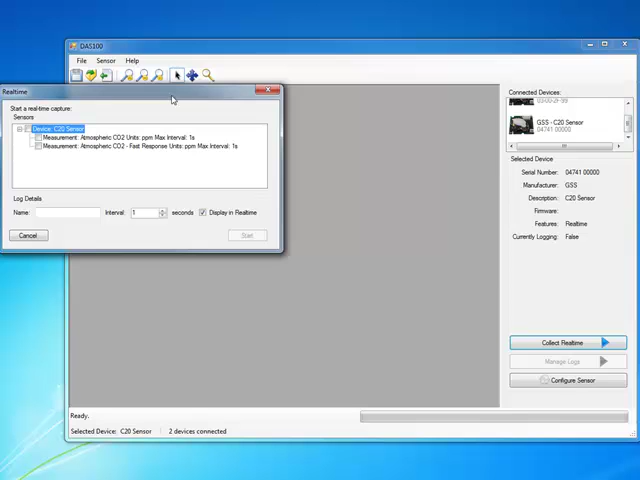 DAS100
File Sensor Help
Realtime
Start a real-time capture:
Sensors
Device: C20 Sensor
Measurement: Atmospheric CO2 Units: ppm Max Interval: 1s
Measurement: Atmospheric CO2 - Fast Response Units: ppm Max Interval: 1s
Log Details
Name: Interval: 1 seconds Display in Realtime
Cancel Start
Connected Devices:
GSS - C20 Sensor
04741 00000
Selected Device
Serial Number: 04741 00000
Manufacturer: GSS
Description: C20 Sensor
Firmware:
Features: Realtime
Currently Logging: False
Collect Realtime
Manage Logs
Configure Sensor
Ready.
Selected Device: C20 Sensor 2 devices connected